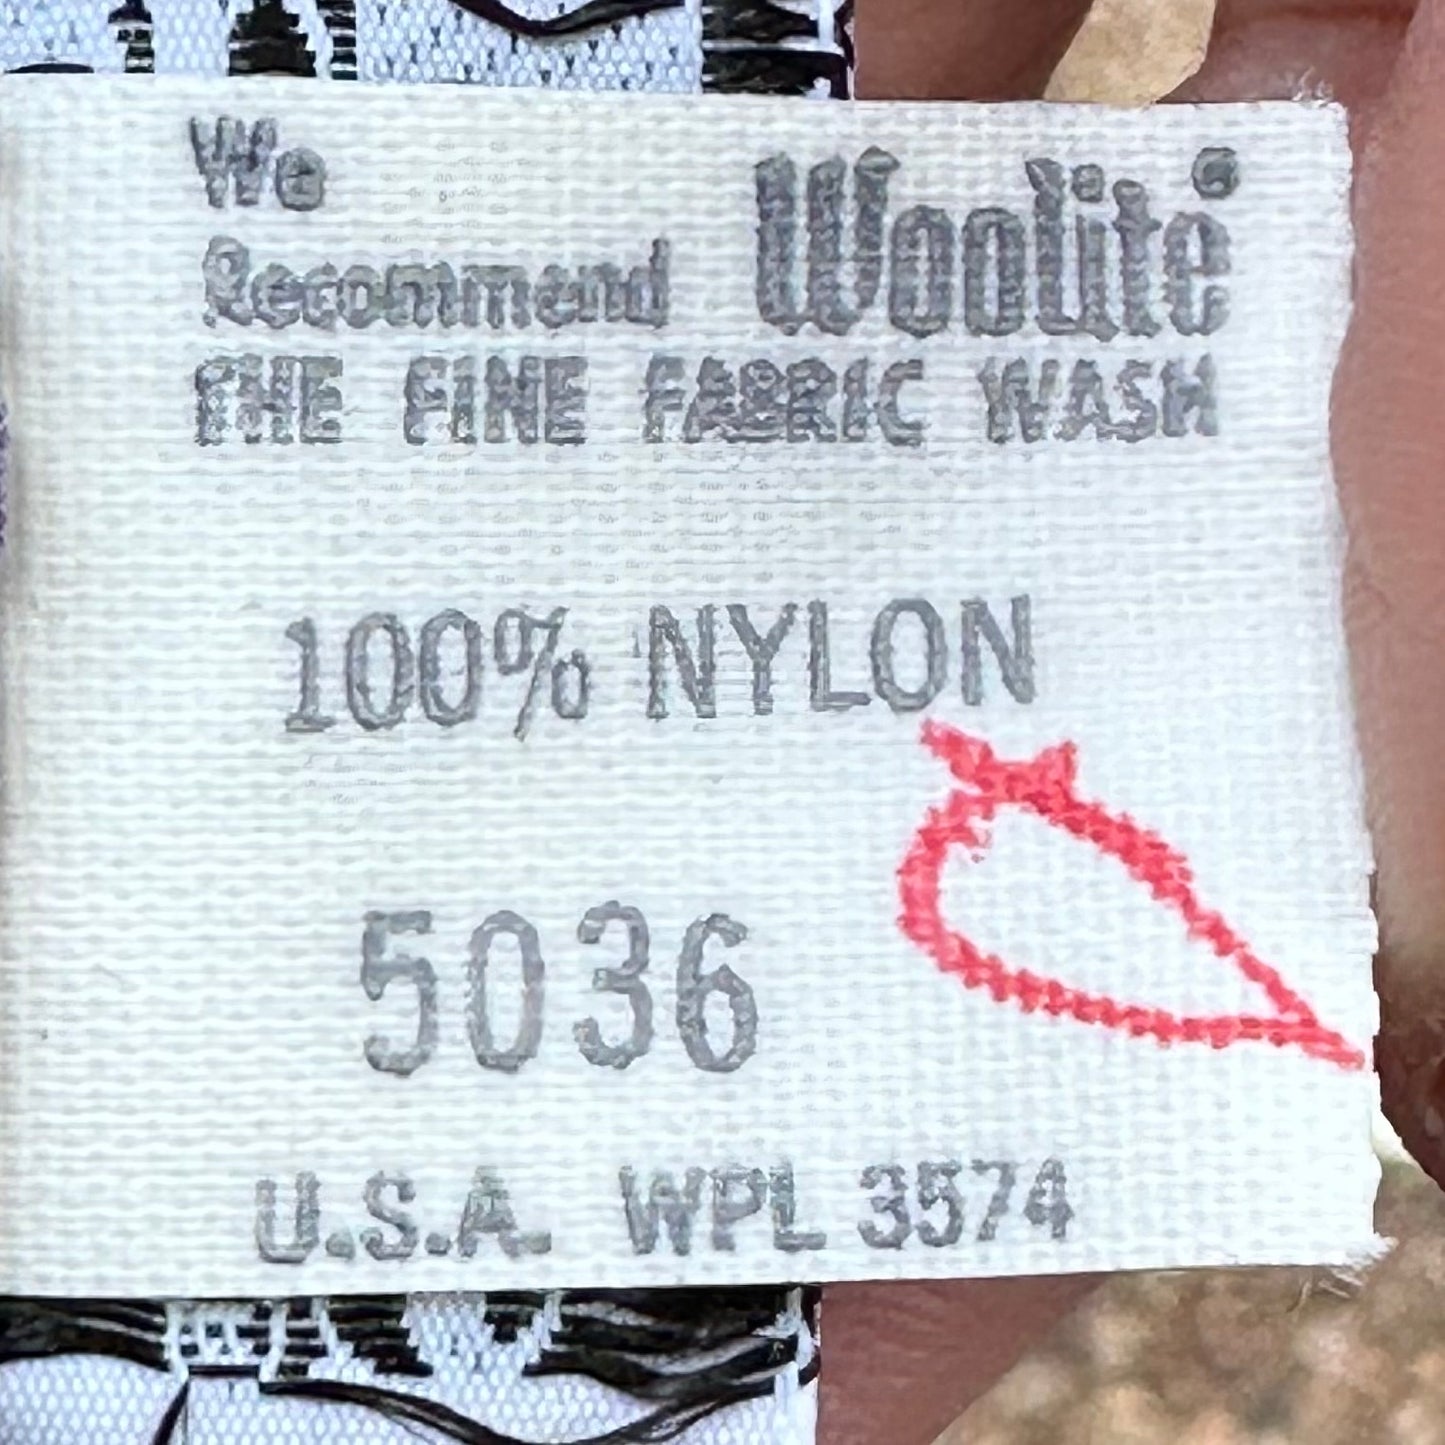 We
Recommend Woolite®
THE FINE FABRIC WASH
100% NYLON
5036
U.S.A. WPL 3574